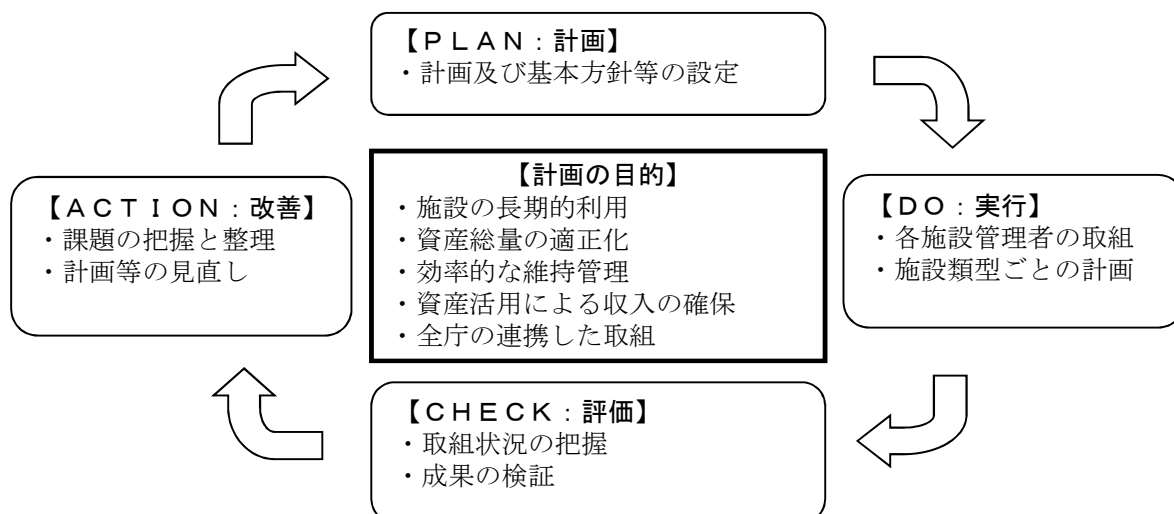 【ＰＬＡＮ：計画】
・計画及び基本方針等の設定
【計画の目的】
・施設の長期的利用
・資産総量の適正化
・効率的な維持管理
・資産活用による収入の確保
・全庁の連携した取組
【ＡＣＴＩＯＮ：改善】
・課題の把握と整理
・計画等の見直し
【ＤＯ：実行】
・各施設管理者の取組
・施設類型ごとの計画
【ＣＨＥＣＫ：評価】
・取組状況の把握
・成果の検証